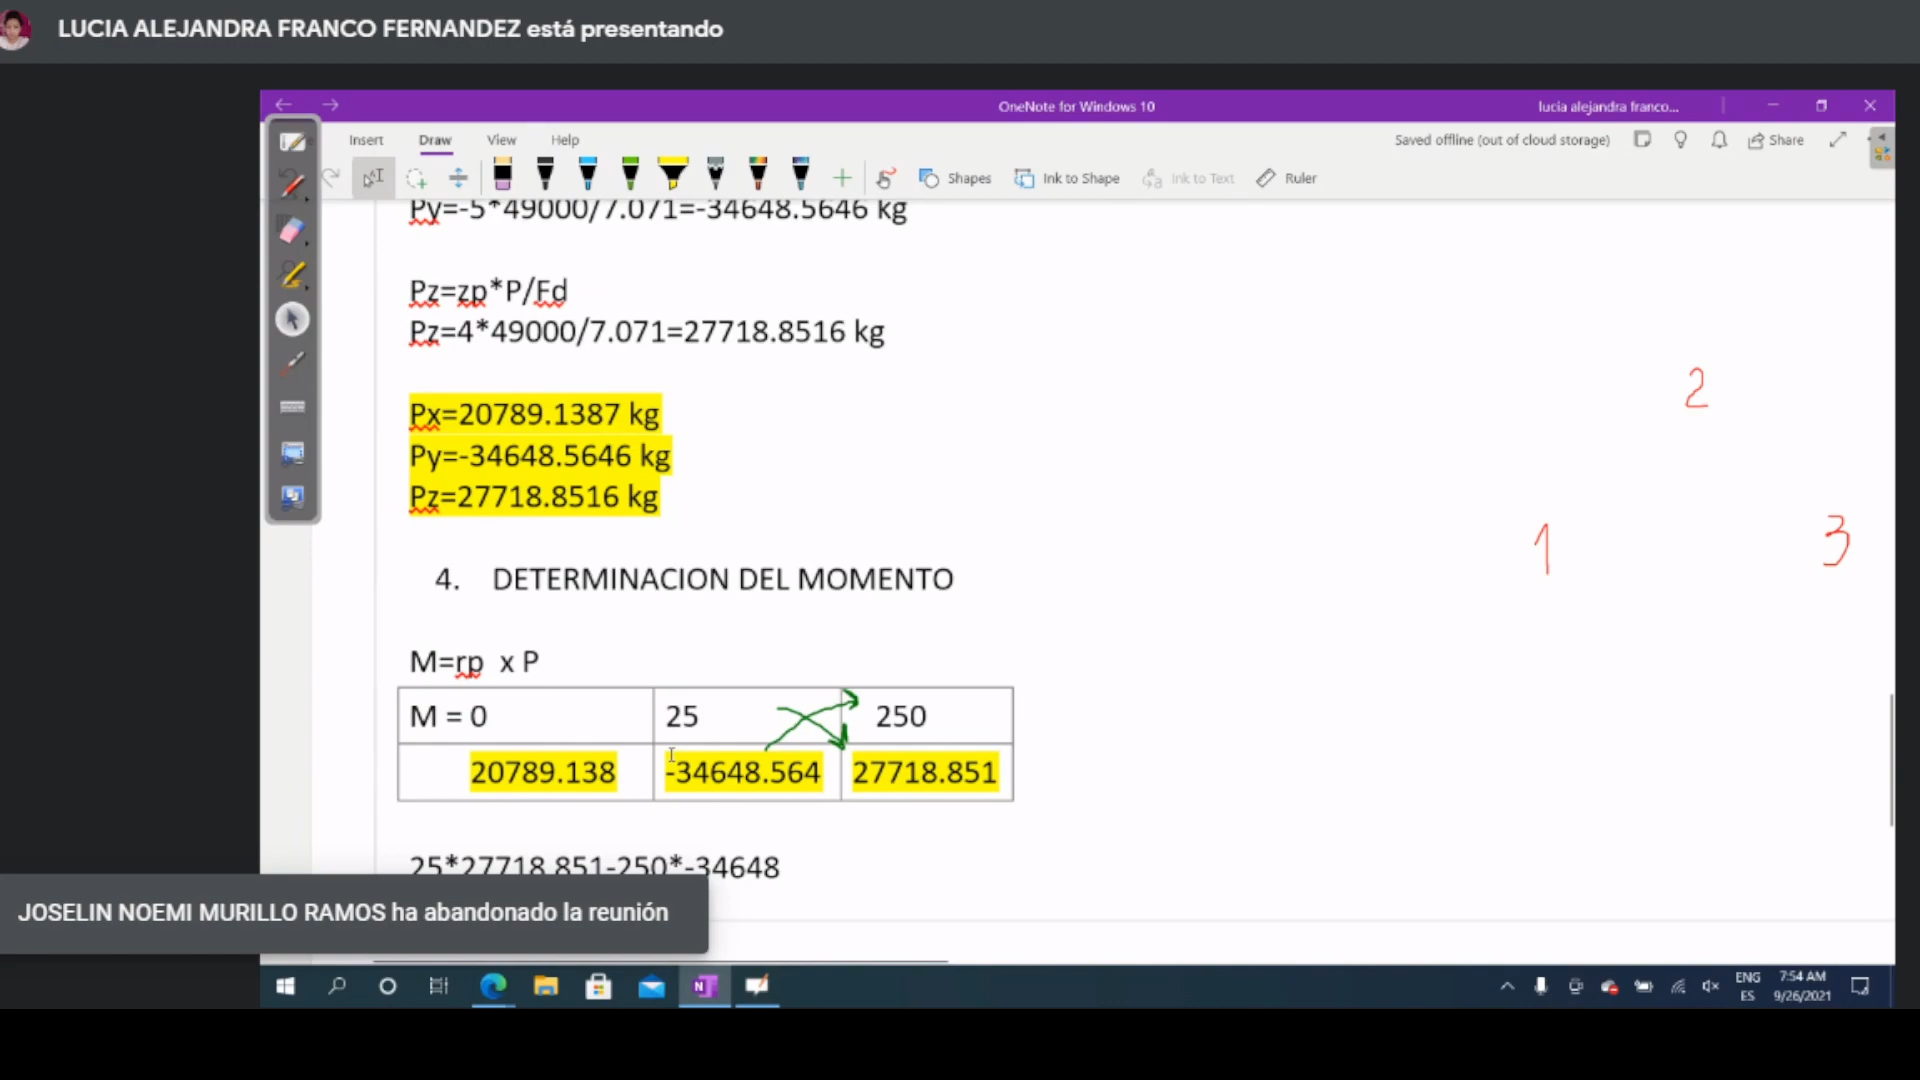 LUCIA ALEJANDRA FRANCO FERNANDEZ está presentando
OneNote for Windows 10
lucia alejandra franco...
Insert Draw View Help
Saved offline (out of cloud storage)
Share
Shapes
Ink to Shape
Ink to Text
Ruler
Py=-5*49000/7.071=-34648.5646 kg
Pz=zp*P/Fd
Pz=4*49000/7.071=27718.8516 kg
2
Px=20789.1387 kg
Py=-34648.5646 kg
Pz=27718.8516 kg
1
3
4. DETERMINACION DEL MOMENTO
M=rp x P
M = 0 25 250
20789.138 -34648.564 27718.851
25*27718.851-250*-34648
JOSELIN NOEMI MURILLO RAMOS ha abandonado la reunión
ENG
ES
7:54 AM
9/26/2021